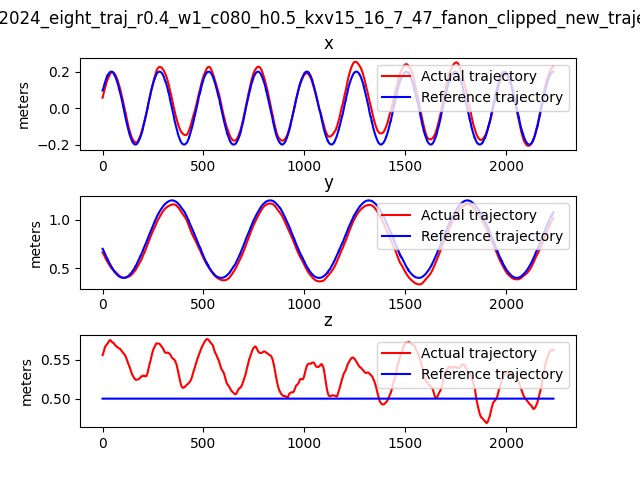 2024_eight_traj_r0.4_w1_c080_h0.5_kxv15_16_7_47_fanon_clipped_new_traje
x
meters
0.2
0.0
−0.2
Actual trajectory
Reference trajectory
0 500 1000 1500 2000
y
meters
1.0
0.5
Actual trajectory
Reference trajectory
0 500 1000 1500 2000
z
meters
0.55
0.50
Actual trajectory
Reference trajectory
0 500 1000 1500 2000